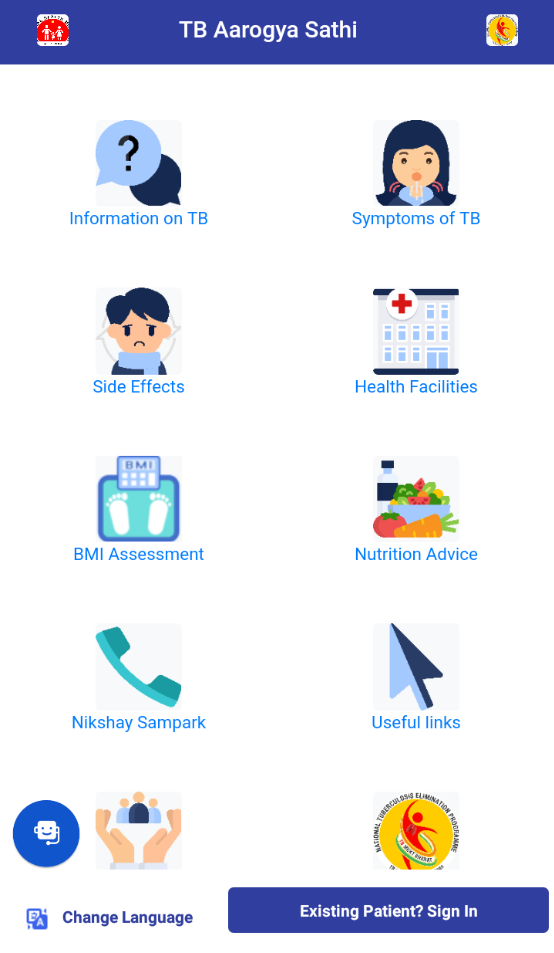 TB Aarogya Sathi
?
Information on TB
Symptoms of TB
Side Effects
Health Facilities
BMI
BMI Assessment
Nutrition Advice
Nikshay Sampark
Useful links
NATIONAL TUBERCULOSIS ELIMINATION PROGRAMME
Change Language
Existing Patient? Sign In